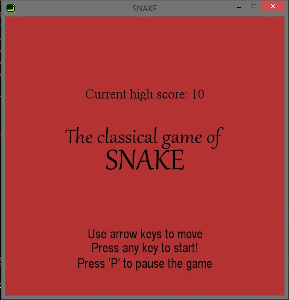 SNAKE
Current high score: 10
The classical game of
SNAKE
Use arrow keys to move
Press any key to start!
Press 'P' to pause the game